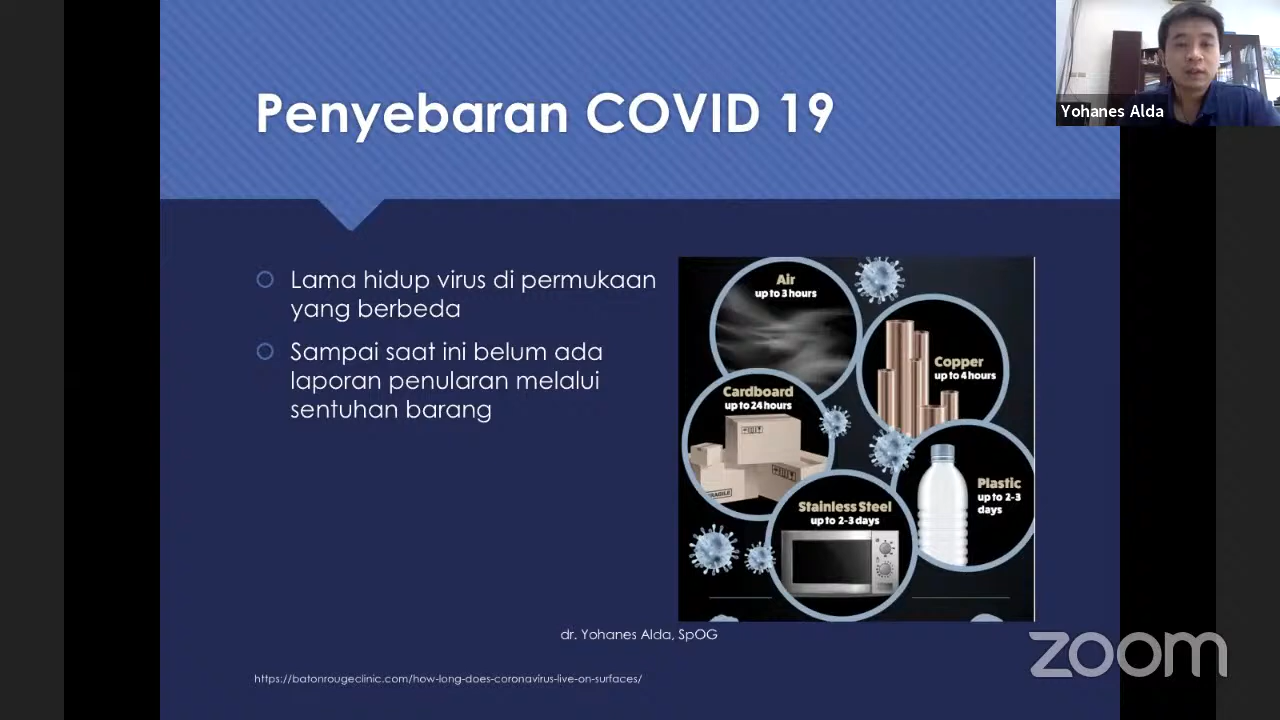 Penyebaran COVID 19
Yohanes Alda
Lama hidup virus di permukaan
yang berbeda
Sampai saat ini belum ada
laporan penularan melalui
sentuhan barang
Air
up to 3 hours
Copper
up to 4 hours
Cardboard
up to 24 hours
FRAGILE
Plastic
up to 2-3
days
Stainless Steel
up to 2-3 days
dr. Yohanes Alda, SpOG
https://batonrougeclinic.com/how-long-does-coronavirus-live-on-surfaces/
zoom